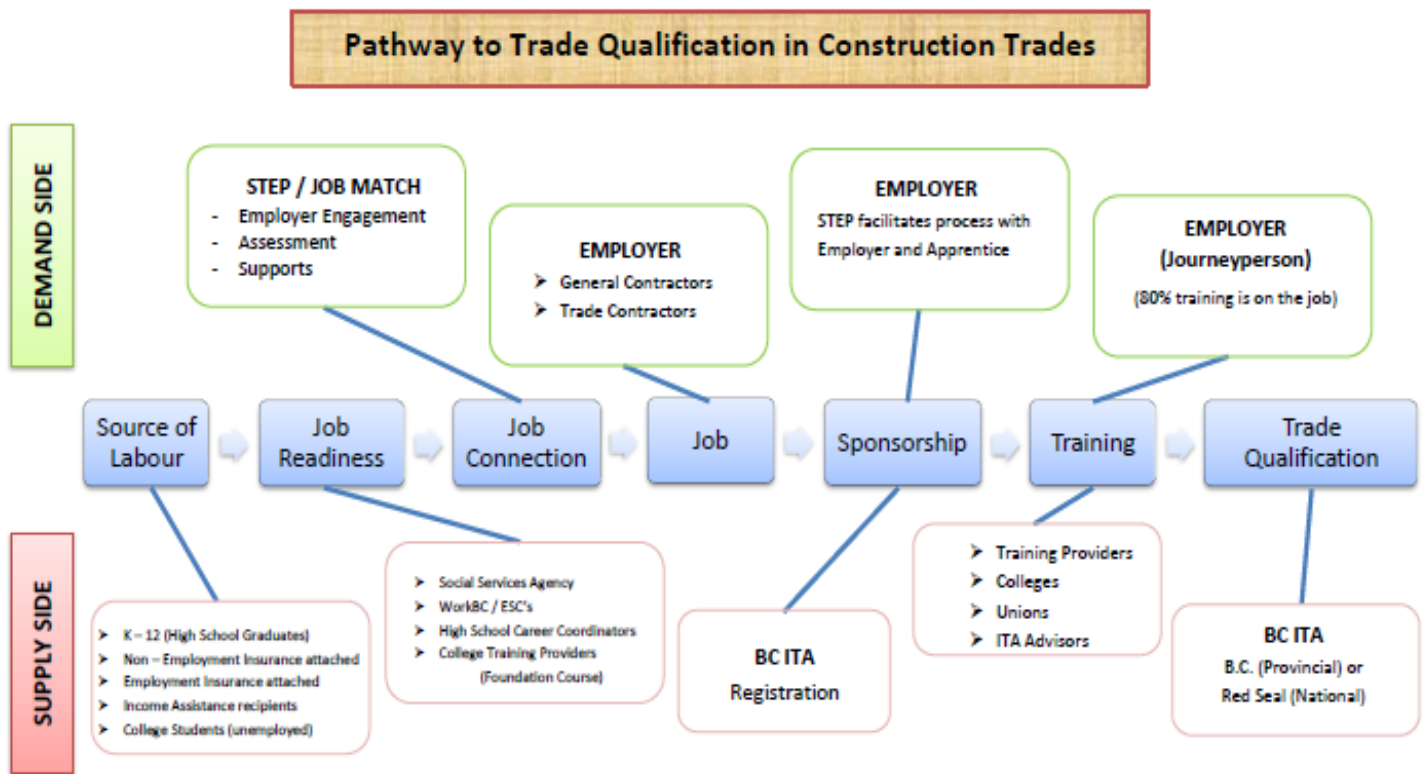 Pathway to Trade Qualification in Construction Trades
DEMAND SIDE
STEP / JOB MATCH
- Employer Engagement
- Assessment
- Supports
EMPLOYER
➤ General Contractors
➤ Trade Contractors
EMPLOYER
STEP facilitates process with
Employer and Apprentice
EMPLOYER
(Journeyperson)
(80% training is on the job)
Source of
Labour
Job
Readiness
Job
Connection
Job
Sponsorship
Training
Trade
Qualification
SUPPLY SIDE
➤ K – 12 (High School Graduates)
➤ Non – Employment Insurance attached
➤ Employment Insurance attached
➤ Income Assistance recipients
➤ College Students (unemployed)
➤ Social Services Agency
➤ WorkBC / ESC's
➤ High School Career Coordinators
➤ College Training Providers
(Foundation Course)
BC ITA
Registration
➤ Training Providers
➤ Colleges
➤ Unions
➤ ITA Advisors
BC ITA
B.C. (Provincial) or
Red Seal (National)